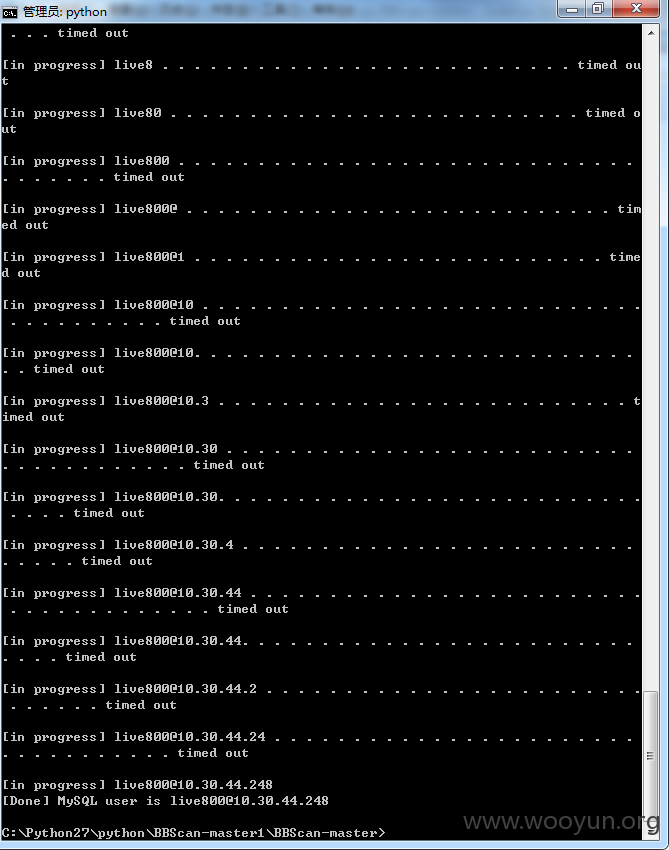 管理员: python
. . . timed out
[in progress] live8 . . . . . . . . . . . . . . . . . . . . . . . . . . timed ou
t
[in progress] live80 . . . . . . . . . . . . . . . . . . . . . . . . . . timed o
ut
[in progress] live800 . . . . . . . . . . . . . . . . . . . . . . . . . . . . .
. . . . . . . timed out
[in progress] live800@ . . . . . . . . . . . . . . . . . . . . . . . . . . . tim
ed out
[in progress] live800@1 . . . . . . . . . . . . . . . . . . . . . . . . . . time
d out
[in progress] live800@10 . . . . . . . . . . . . . . . . . . . . . . . . . . . .
. . . . . . . . . . timed out
[in progress] live800@10. . . . . . . . . . . . . . . . . . . . . . . . . . . .
. . timed out
[in progress] live800@10.3 . . . . . . . . . . . . . . . . . . . . . . . . . . t
imed out
[in progress] live800@10.30 . . . . . . . . . . . . . . . . . . . . . . . . . .
. . . . . . . . . . . . timed out
[in progress] live800@10.30. . . . . . . . . . . . . . . . . . . . . . . . . . .
. . . . timed out
[in progress] live800@10.30.4 . . . . . . . . . . . . . . . . . . . . . . . . .
. . . . . timed out
[in progress] live800@10.30.44 . . . . . . . . . . . . . . . . . . . . . . . . .
. . . . . . . . . . . . . timed out
[in progress] live800@10.30.44. . . . . . . . . . . . . . . . . . . . . . . . .
. . . . timed out
[in progress] live800@10.30.44.2 . . . . . . . . . . . . . . . . . . . . . . . .
. . . . . . timed out
[in progress] live800@10.30.44.24 . . . . . . . . . . . . . . . . . . . . . . .
. . . . . . . . . . . timed out
[in progress] live800@10.30.44.248
[Done] MySQL user is live800@10.30.44.248
C:\Python27\python\BBScan-master1\BBScan-master>
www.wooyun.org